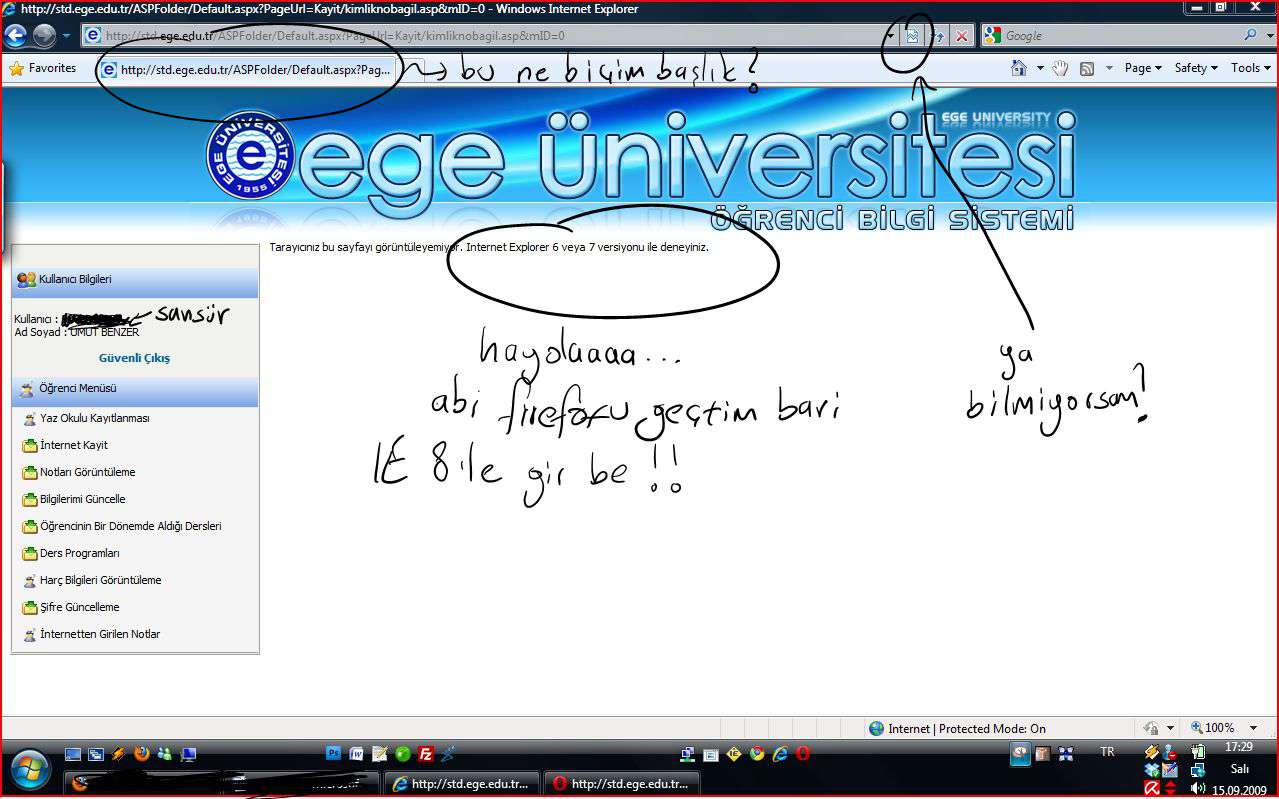 http://std.ege.edu.tr/ASPFolder/Default.aspx?PageUrl=Kayit/kimliknobagil.asp&mID=0 - Windows Internet Explorer
http://std.ege.edu.tr/ASPFolder/Default.aspx?PageUrl=Kayit/kimliknobagil.asp&mID=0
Google
Favorites
http://std.ege.edu.tr/ASPFolder/Default.aspx?Pag...
bu ne biçim başlık?
Page
Safety
Tools
EGE ÜNİVERSİTESİ
e
1955
EGE UNIVERSITY
ege üniversitesi
ÖĞRENCİ BİLGİ SİSTEMİ
Tarayıcınız bu sayfayı görüntüleyemiyor. Internet Explorer 6 veya 7 versiyonu ile deneyiniz.
Kullanıcı Bilgileri
Kullanıcı :
sansür
Ad Soyad : UMUT BENZER
Güvenli Çıkış
Öğrenci Menüsü
Yaz Okulu Kayıtlanması
İnternet Kayit
Notları Görüntüleme
Bilgilerimi Güncelle
Öğrencinin Bir Dönemde Aldığı Dersleri
Ders Programları
Harç Bilgileri Görüntüleme
Şifre Güncelleme
İnternetten Girilen Notlar
haydaaaa...
abi firefoxu geçtim bari
IE 8 ile gir be !!
ya
bilmiyorsam?
Internet | Protected Mode: On
100%
Ps
W
Fz
IE
TR
17:29
Salı
15.09.2009
http://std.ege.edu.tr...
http://std.ege.edu.tr...